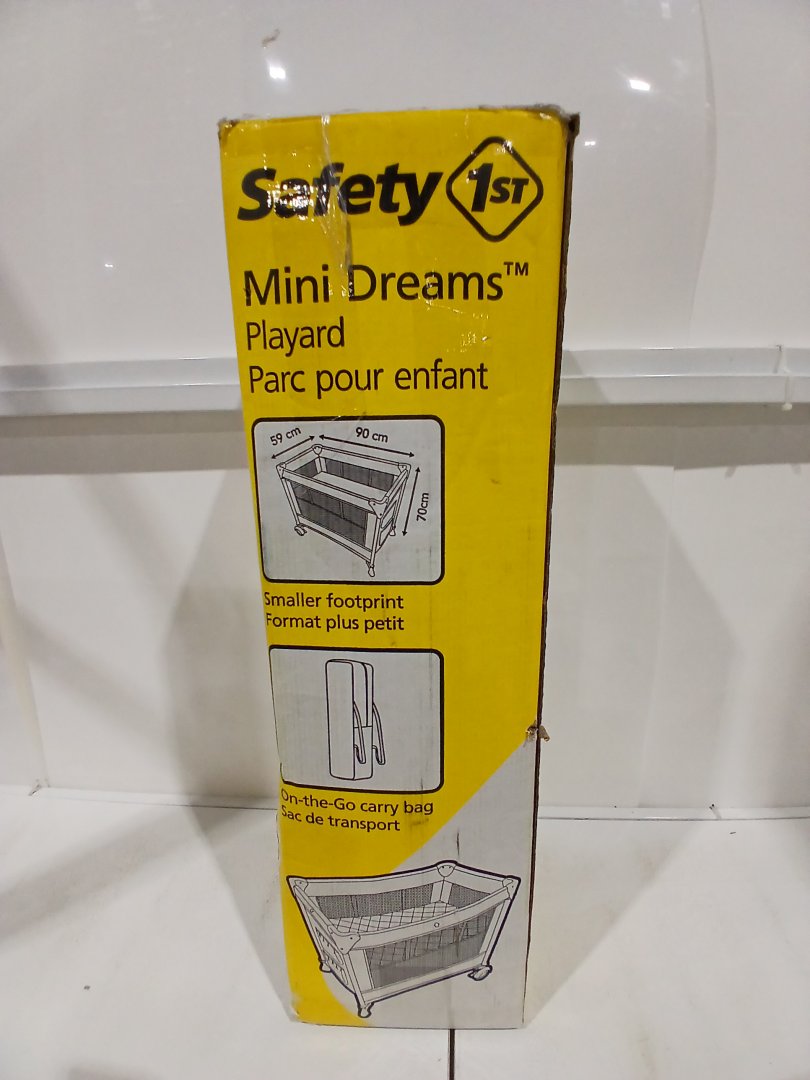 Safety 1ST
Mini Dreams™
Playard
Parc pour enfant
59 cm
90 cm
70cm
Smaller footprint
Format plus petit
On-the-Go carry bag
Sac de transport